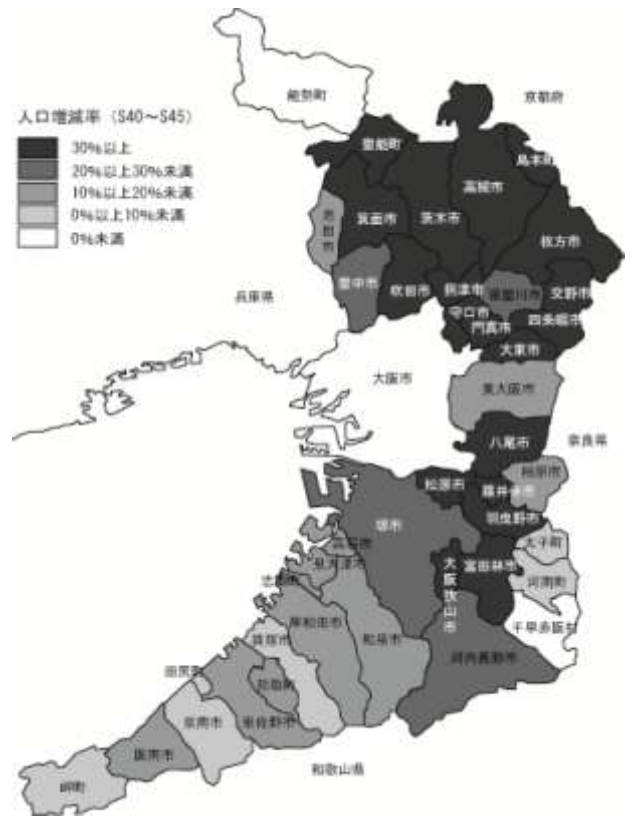 能勢町
京都府
人口増減率（S40～S45）
30%以上
20%以上30%未満
10%以上20%未満
0%以上10%未満
0%未満
豊能町
島本町
高槻市
池田市
箕面市
茨木市
枚方市
豊中市
吹田市
摂津市
寝屋川市
交野市
兵庫県
守口市
門真市
四条畷市
大東市
大阪市
東大阪市
八尾市
奈良県
松原市
藤井寺市
柏原市
羽曳野市
堺市
太子町
高石市
泉大津市
忠岡町
大阪狭山市
富田林市
河南町
岸和田市
和泉市
千早赤阪村
貝塚市
河内長野市
田尻町
熊取町
泉南市
泉佐野市
阪南市
岬町
和歌山県